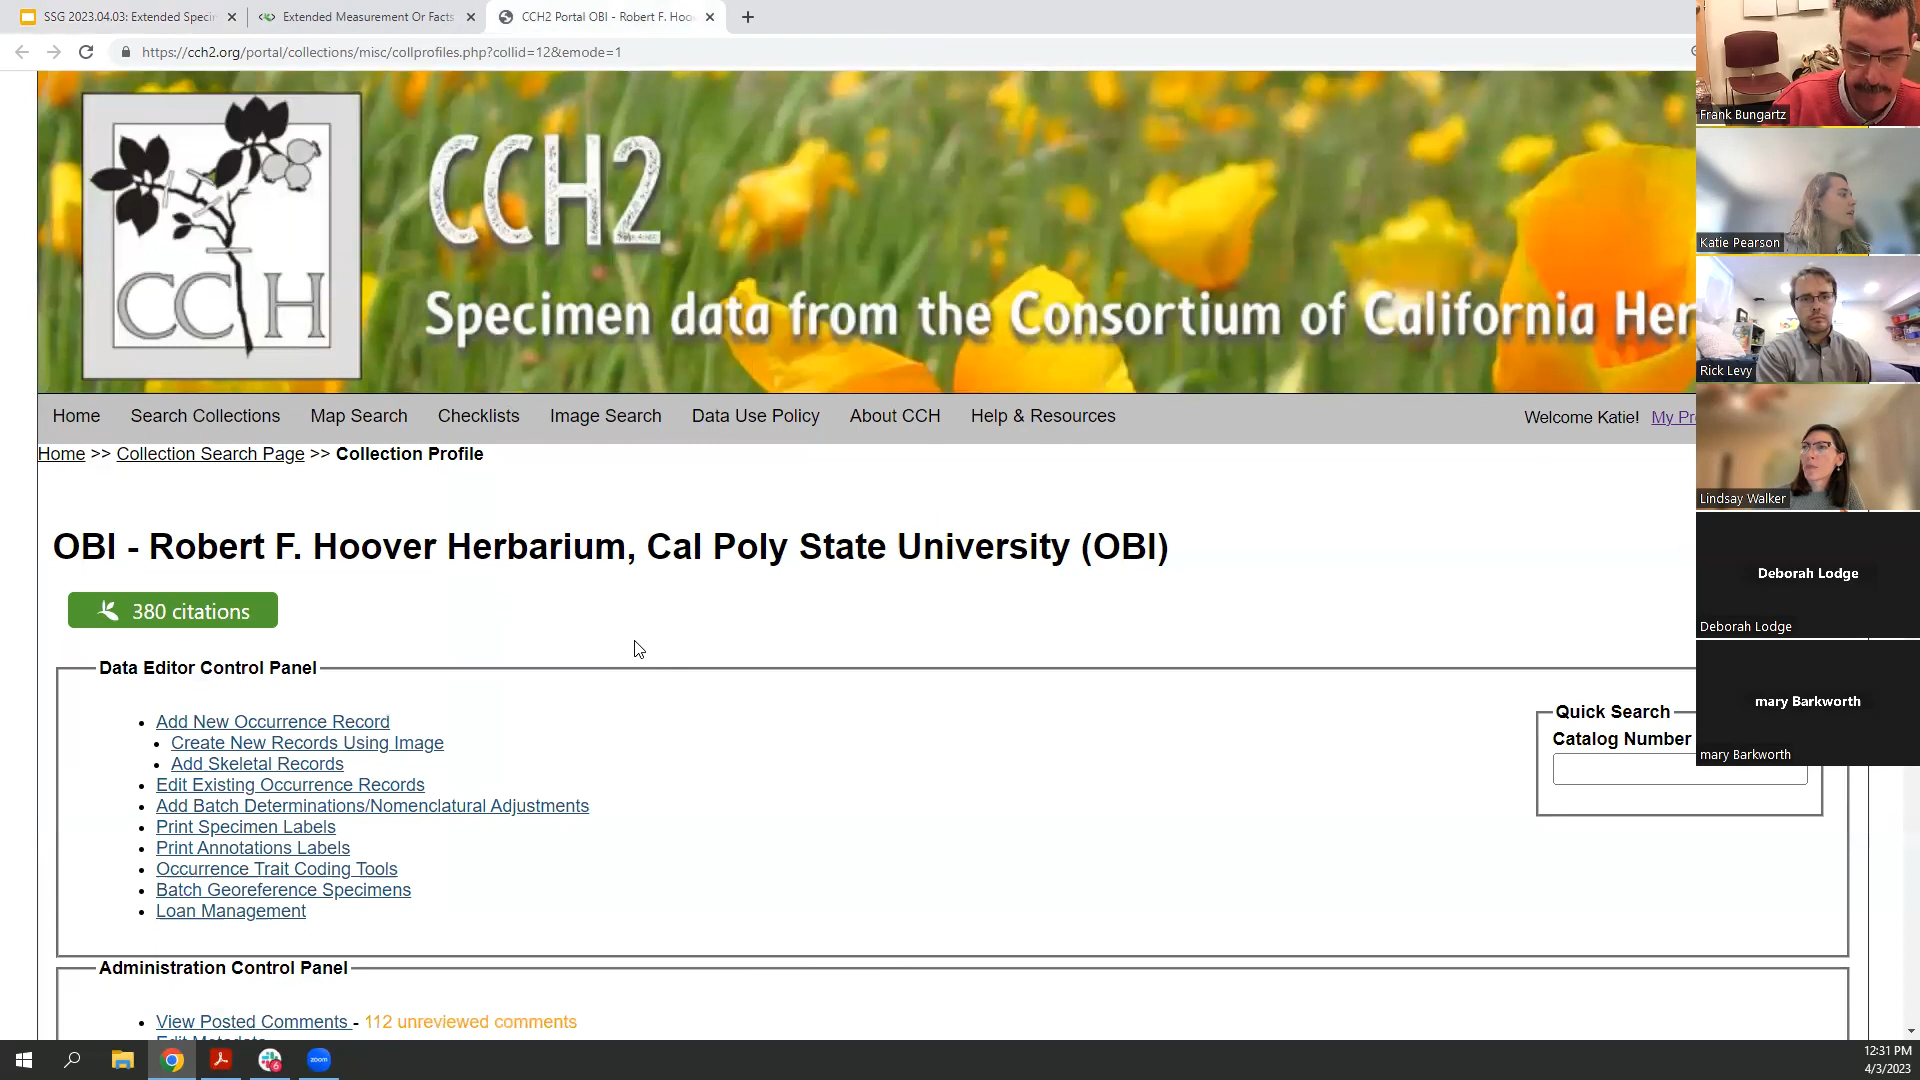 SSG 2023.04.03: Extended Speci
Extended Measurement Or Facts
CCH2 Portal OBI - Robert F. Hoo
https://cch2.org/portal/collections/misc/collprofiles.php?collid=12&emode=1
CCH
CCH2
Specimen data from the Consortium of California Her
Home Search Collections Map Search Checklists Image Search Data Use Policy About CCH Help & Resources
Welcome Katie! My Pr
Home >> Collection Search Page >> Collection Profile
OBI - Robert F. Hoover Herbarium, Cal Poly State University (OBI)
380 citations
Data Editor Control Panel
Add New Occurrence Record
Create New Records Using Image
Add Skeletal Records
Edit Existing Occurrence Records
Add Batch Determinations/Nomenclatural Adjustments
Print Specimen Labels
Print Annotations Labels
Occurrence Trait Coding Tools
Batch Georeference Specimens
Loan Management
Quick Search
Catalog Number
Administration Control Panel
View Posted Comments - 112 unreviewed comments
Edit Metadata
Frank Bungartz
Katie Pearson
Rick Levy
Lindsay Walker
Deborah Lodge
Deborah Lodge
mary Barkworth
mary Barkworth
6
zoom
12:31 PM
4/3/2023